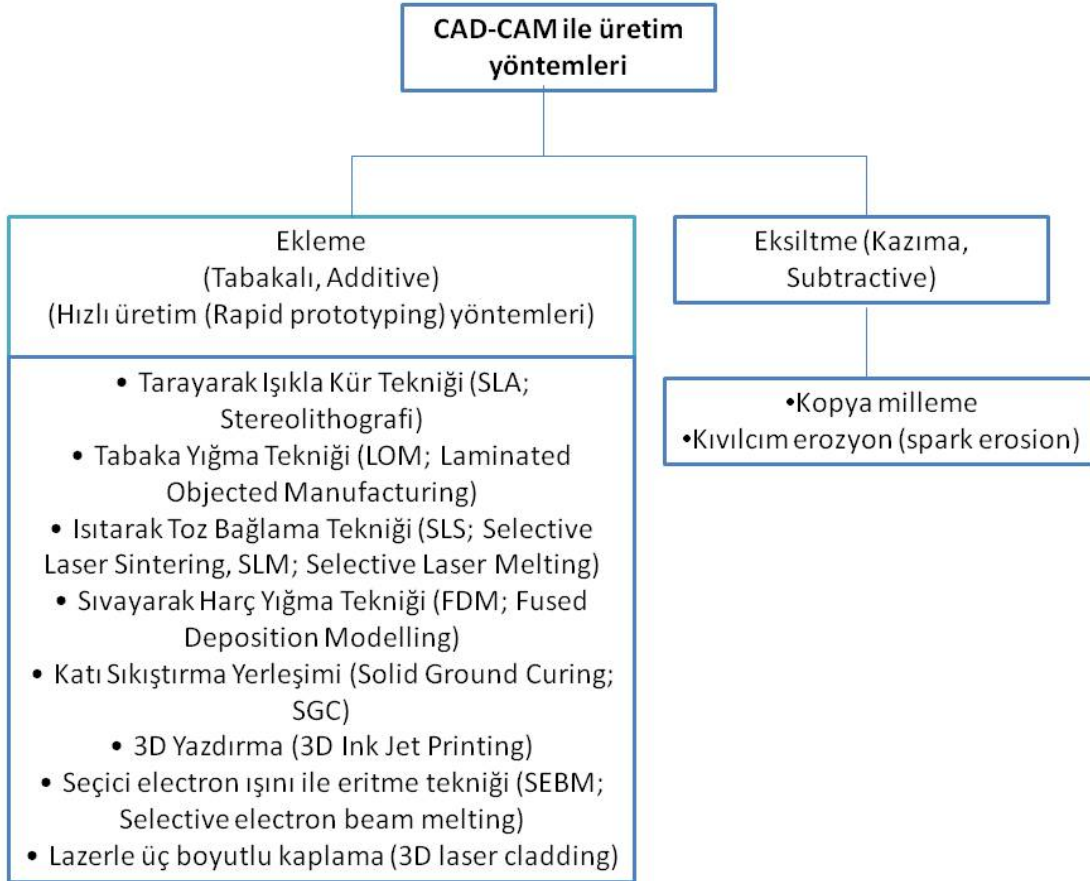 CAD-CAM ile üretim
yöntemleri
Ekleme
(Tabakalı, Additive)
(Hızlı üretim (Rapid prototyping) yöntemleri)
• Tarayarak Işıkla Kür Tekniği (SLA;
Stereolithografi)
• Tabaka Yığma Tekniği (LOM; Laminated
Objected Manufacturing)
• Isıtarak Toz Bağlama Tekniği (SLS; Selective
Laser Sintering, SLM; Selective Laser Melting)
• Sıvayarak Harç Yığma Tekniği (FDM; Fused
Deposition Modelling)
• Katı Sıkıştırma Yerleşimi (Solid Ground Curing;
SGC)
• 3D Yazdırma (3D Ink Jet Printing)
• Seçici electron ışını ile eritme tekniği (SEBM;
Selective electron beam melting)
• Lazerle üç boyutlu kaplama (3D laser cladding)
Eksiltme (Kazıma,
Subtractive)
•Kopya milleme
•Kıvılcım erozyon (spark erosion)